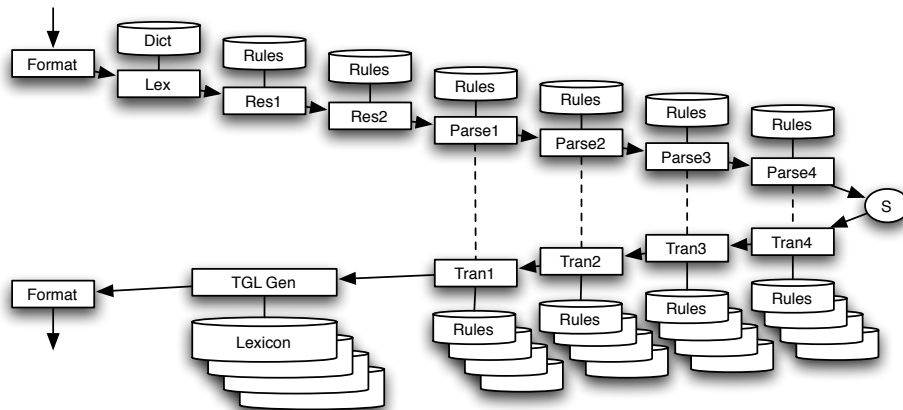 Dict
Format
Rules
Lex
Rules
Res1
Rules
Res2
Rules
Parse1
Rules
Parse2
Rules
Parse3
Parse4
S
Tran4
Tran3
Tran2
Tran1
TGL Gen
Format
Rules
Rules
Rules
Rules
Lexicon